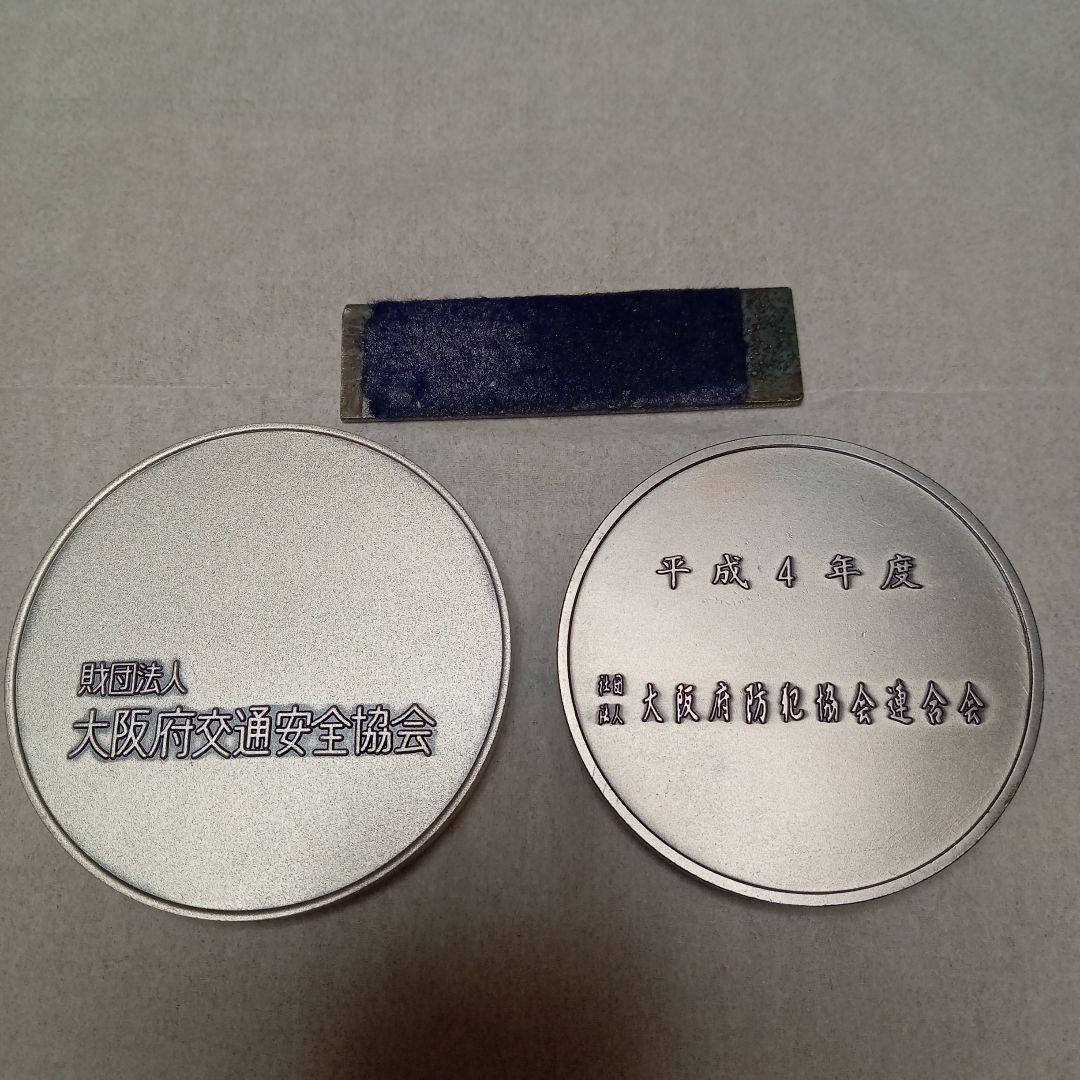 財団法人
大阪府交通安全協会
平成4年度
社団
法人
大阪府防犯協会連合会